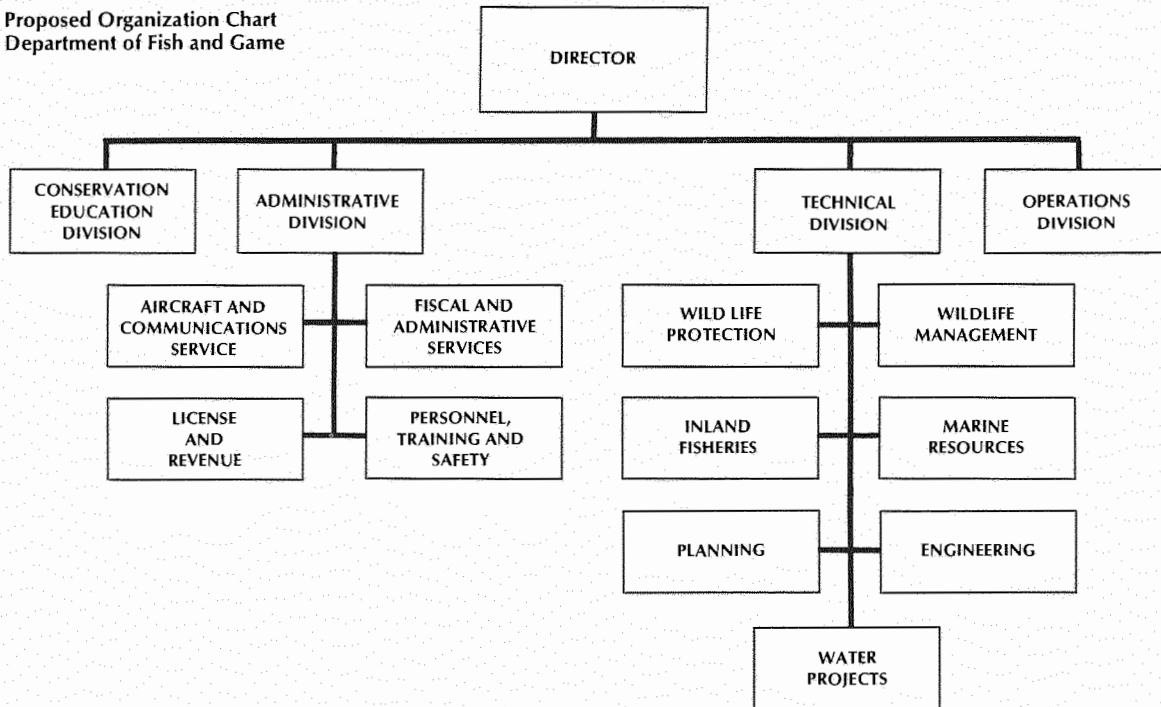 Proposed Organization Chart
Department of Fish and Game
DIRECTOR
CONSERVATION
EDUCATION
DIVISION
ADMINISTRATIVE
DIVISION
TECHNICAL
DIVISION
OPERATIONS
DIVISION
AIRCRAFT AND
COMMUNICATIONS
SERVICE
FISCAL AND
ADMINISTRATIVE
SERVICES
WILD LIFE
PROTECTION
WILDLIFE
MANAGEMENT
LICENSE
AND
REVENUE
PERSONNEL,
TRAINING AND
SAFETY
INLAND
FISHERIES
MARINE
RESOURCES
PLANNING
ENGINEERING
WATER
PROJECTS